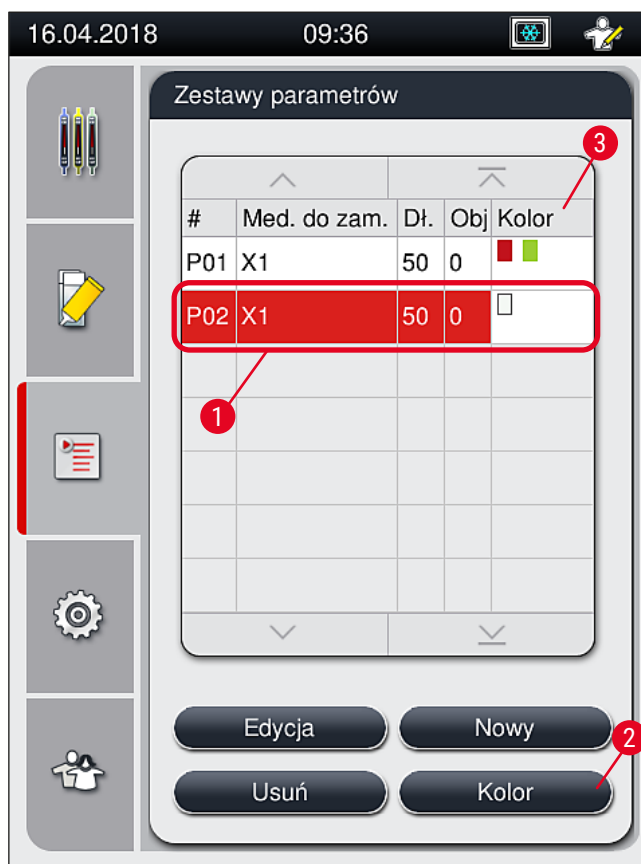 16.04.2018 09:36
Zestawy parametrów
3
# Med. do zam. Dł. Obj Kolor
P01 X1 50 0
P02 X1 50 0
1
Edycja Nowy
2
Usuń Kolor